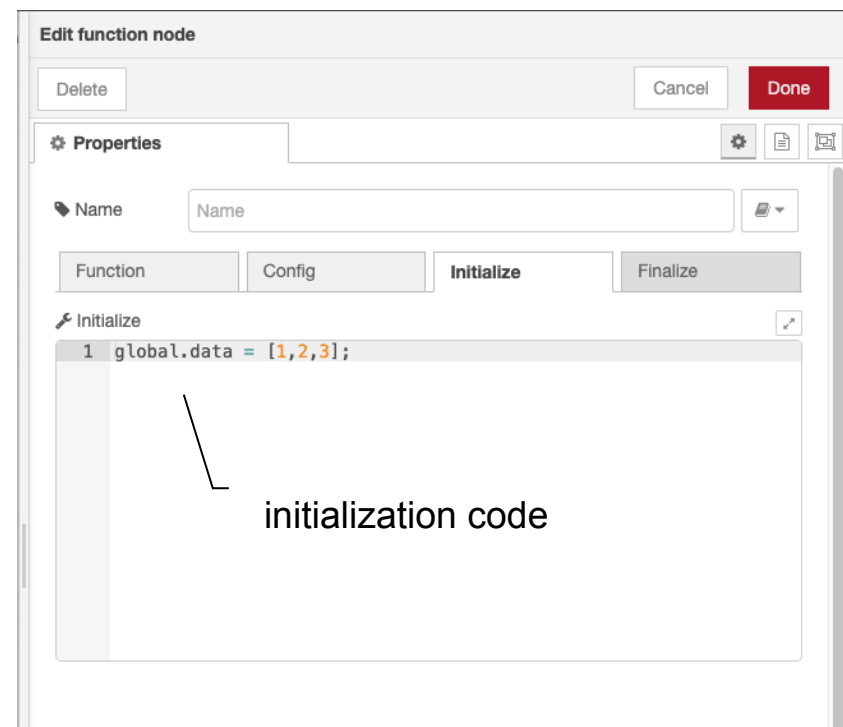 Edit function node
Delete
Cancel
Done
Properties
Name
Name
Function
Config
Initialize
Finalize
Initialize
1 global.data = [1,2,3];
initialization code